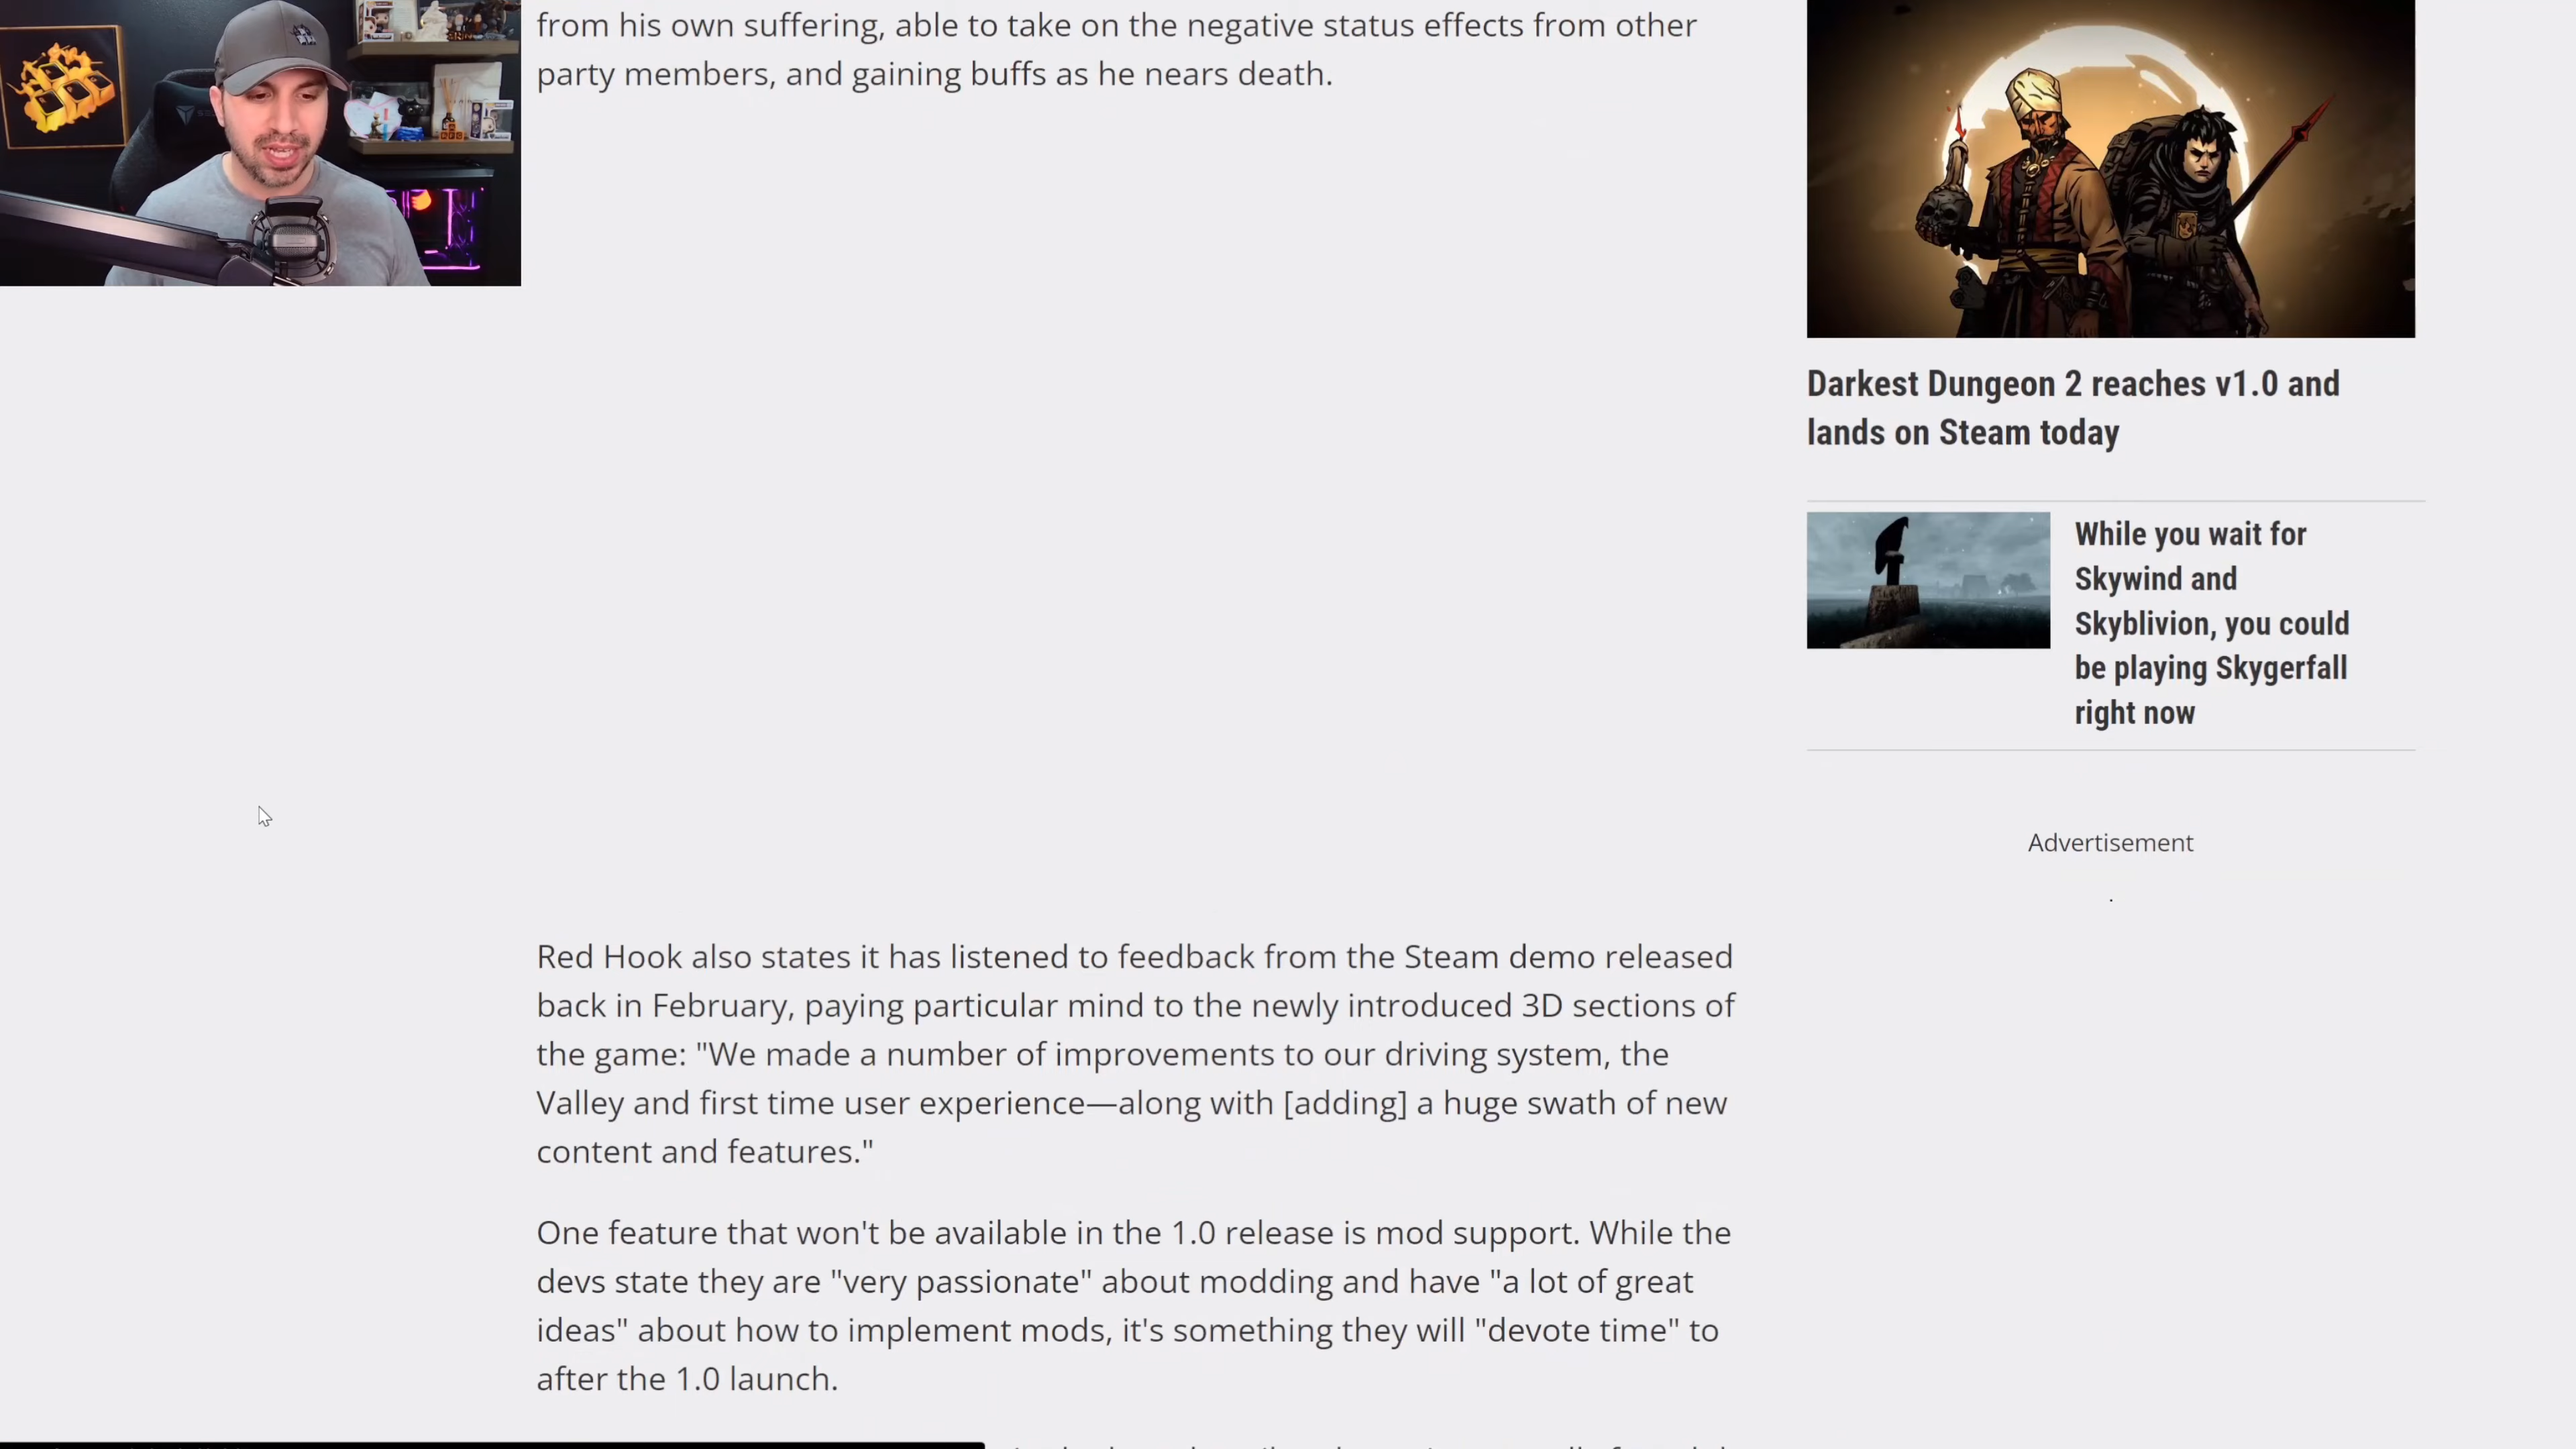 from his own suffering, able to take on the negative status effects from other
party members, and gaining buffs as he nears death.
Red Hook also states it has listened to feedback from the Steam demo released
back in February, paying particular mind to the newly introduced 3D sections of
the game: "We made a number of improvements to our driving system, the
Valley and first time user experience—along with [adding] a huge swath of new
content and features."
One feature that won't be available in the 1.0 release is mod support. While the
devs state they are "very passionate" about modding and have "a lot of great
ideas" about how to implement mods, it's something they will "devote time" to
after the 1.0 launch.
Darkest Dungeon 2 reaches v1.0 and
lands on Steam today
While you wait for
Skywind and
Skyblivion, you could
be playing Skygerfall
right now
Advertisement
.